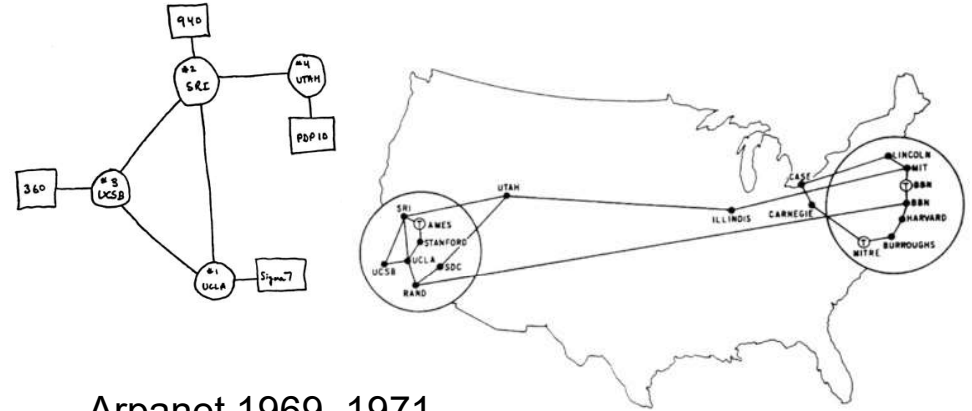 940
#2
SRI
#4
UTAH
PDP10
360
#3
UCSB
#1
UCLA
Sigma7
LINCOLN
MIT
CASE
T BBN
UTAH
BBN
SRI
ILLINOIS
CARNEGIE
HARVARD
T AMES
STANFORD
BURROUGHS
T
MITRE
UCSB
UCLA
SDC
RAND
Arpanet 1969, 1971